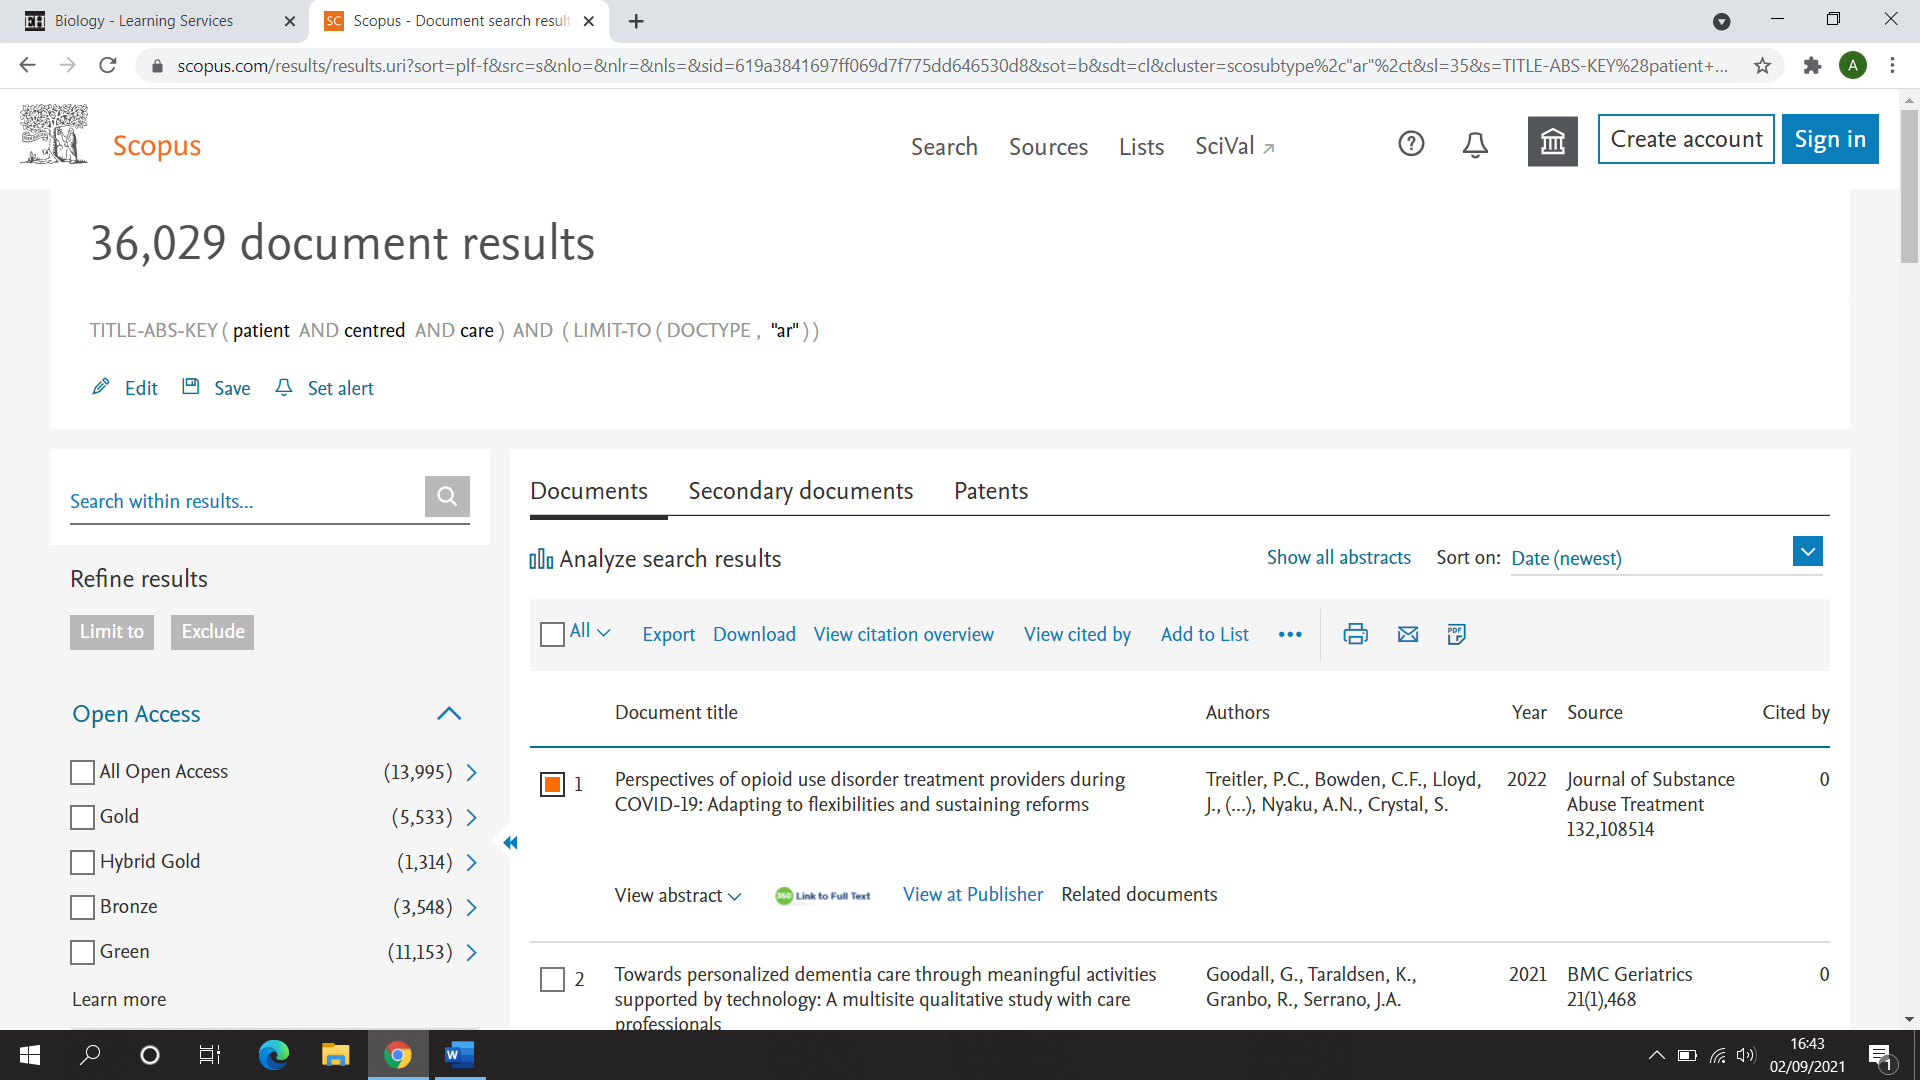 Biology - Learning Services
SC Scopus - Document search result
scopus.com/results/results.uri?sort=plf-f&src=s&nlo=&nlr=&nls=&sid=619a3841697ff069d7f775dd646530d8&sot=b&sdt=cl&cluster=scosubtype%2c"ar"%2ct&sl=35&s=TITLE-ABS-KEY%28patient+...
A
Scopus
Search Sources Lists SciVal
Create account Sign in
36,029 document results
TITLE-ABS-KEY ( patient AND centred AND care ) AND ( LIMIT-TO ( DOCTYPE , "ar" ) )
Edit Save Set alert
Search within results...
Documents Secondary documents Patents
Analyze search results
Show all abstracts Sort on: Date (newest)
Refine results
Limit to Exclude
All Export Download View citation overview View cited by Add to List ••• PDF
Open Access
All Open Access (13,995)
Gold (5,533)
Hybrid Gold (1,314)
Bronze (3,548)
Green (11,153)
Learn more
Document title Authors Year Source Cited by
1 Perspectives of opioid use disorder treatment providers during Treitler, P.C., Bowden, C.F., Lloyd, 2022 Journal of Substance 0
COVID-19: Adapting to flexibilities and sustaining reforms J., (...), Nyaku, A.N., Crystal, S. Abuse Treatment
132,108514
View abstract 360 Link to Full Text View at Publisher Related documents
2 Towards personalized dementia care through meaningful activities Goodall, G., Taraldsen, K., 2021 BMC Geriatrics 0
supported by technology: A multisite qualitative study with care Granbo, R., Serrano, J.A. 21(1),468
professionals
W
16:43
02/09/2021
1